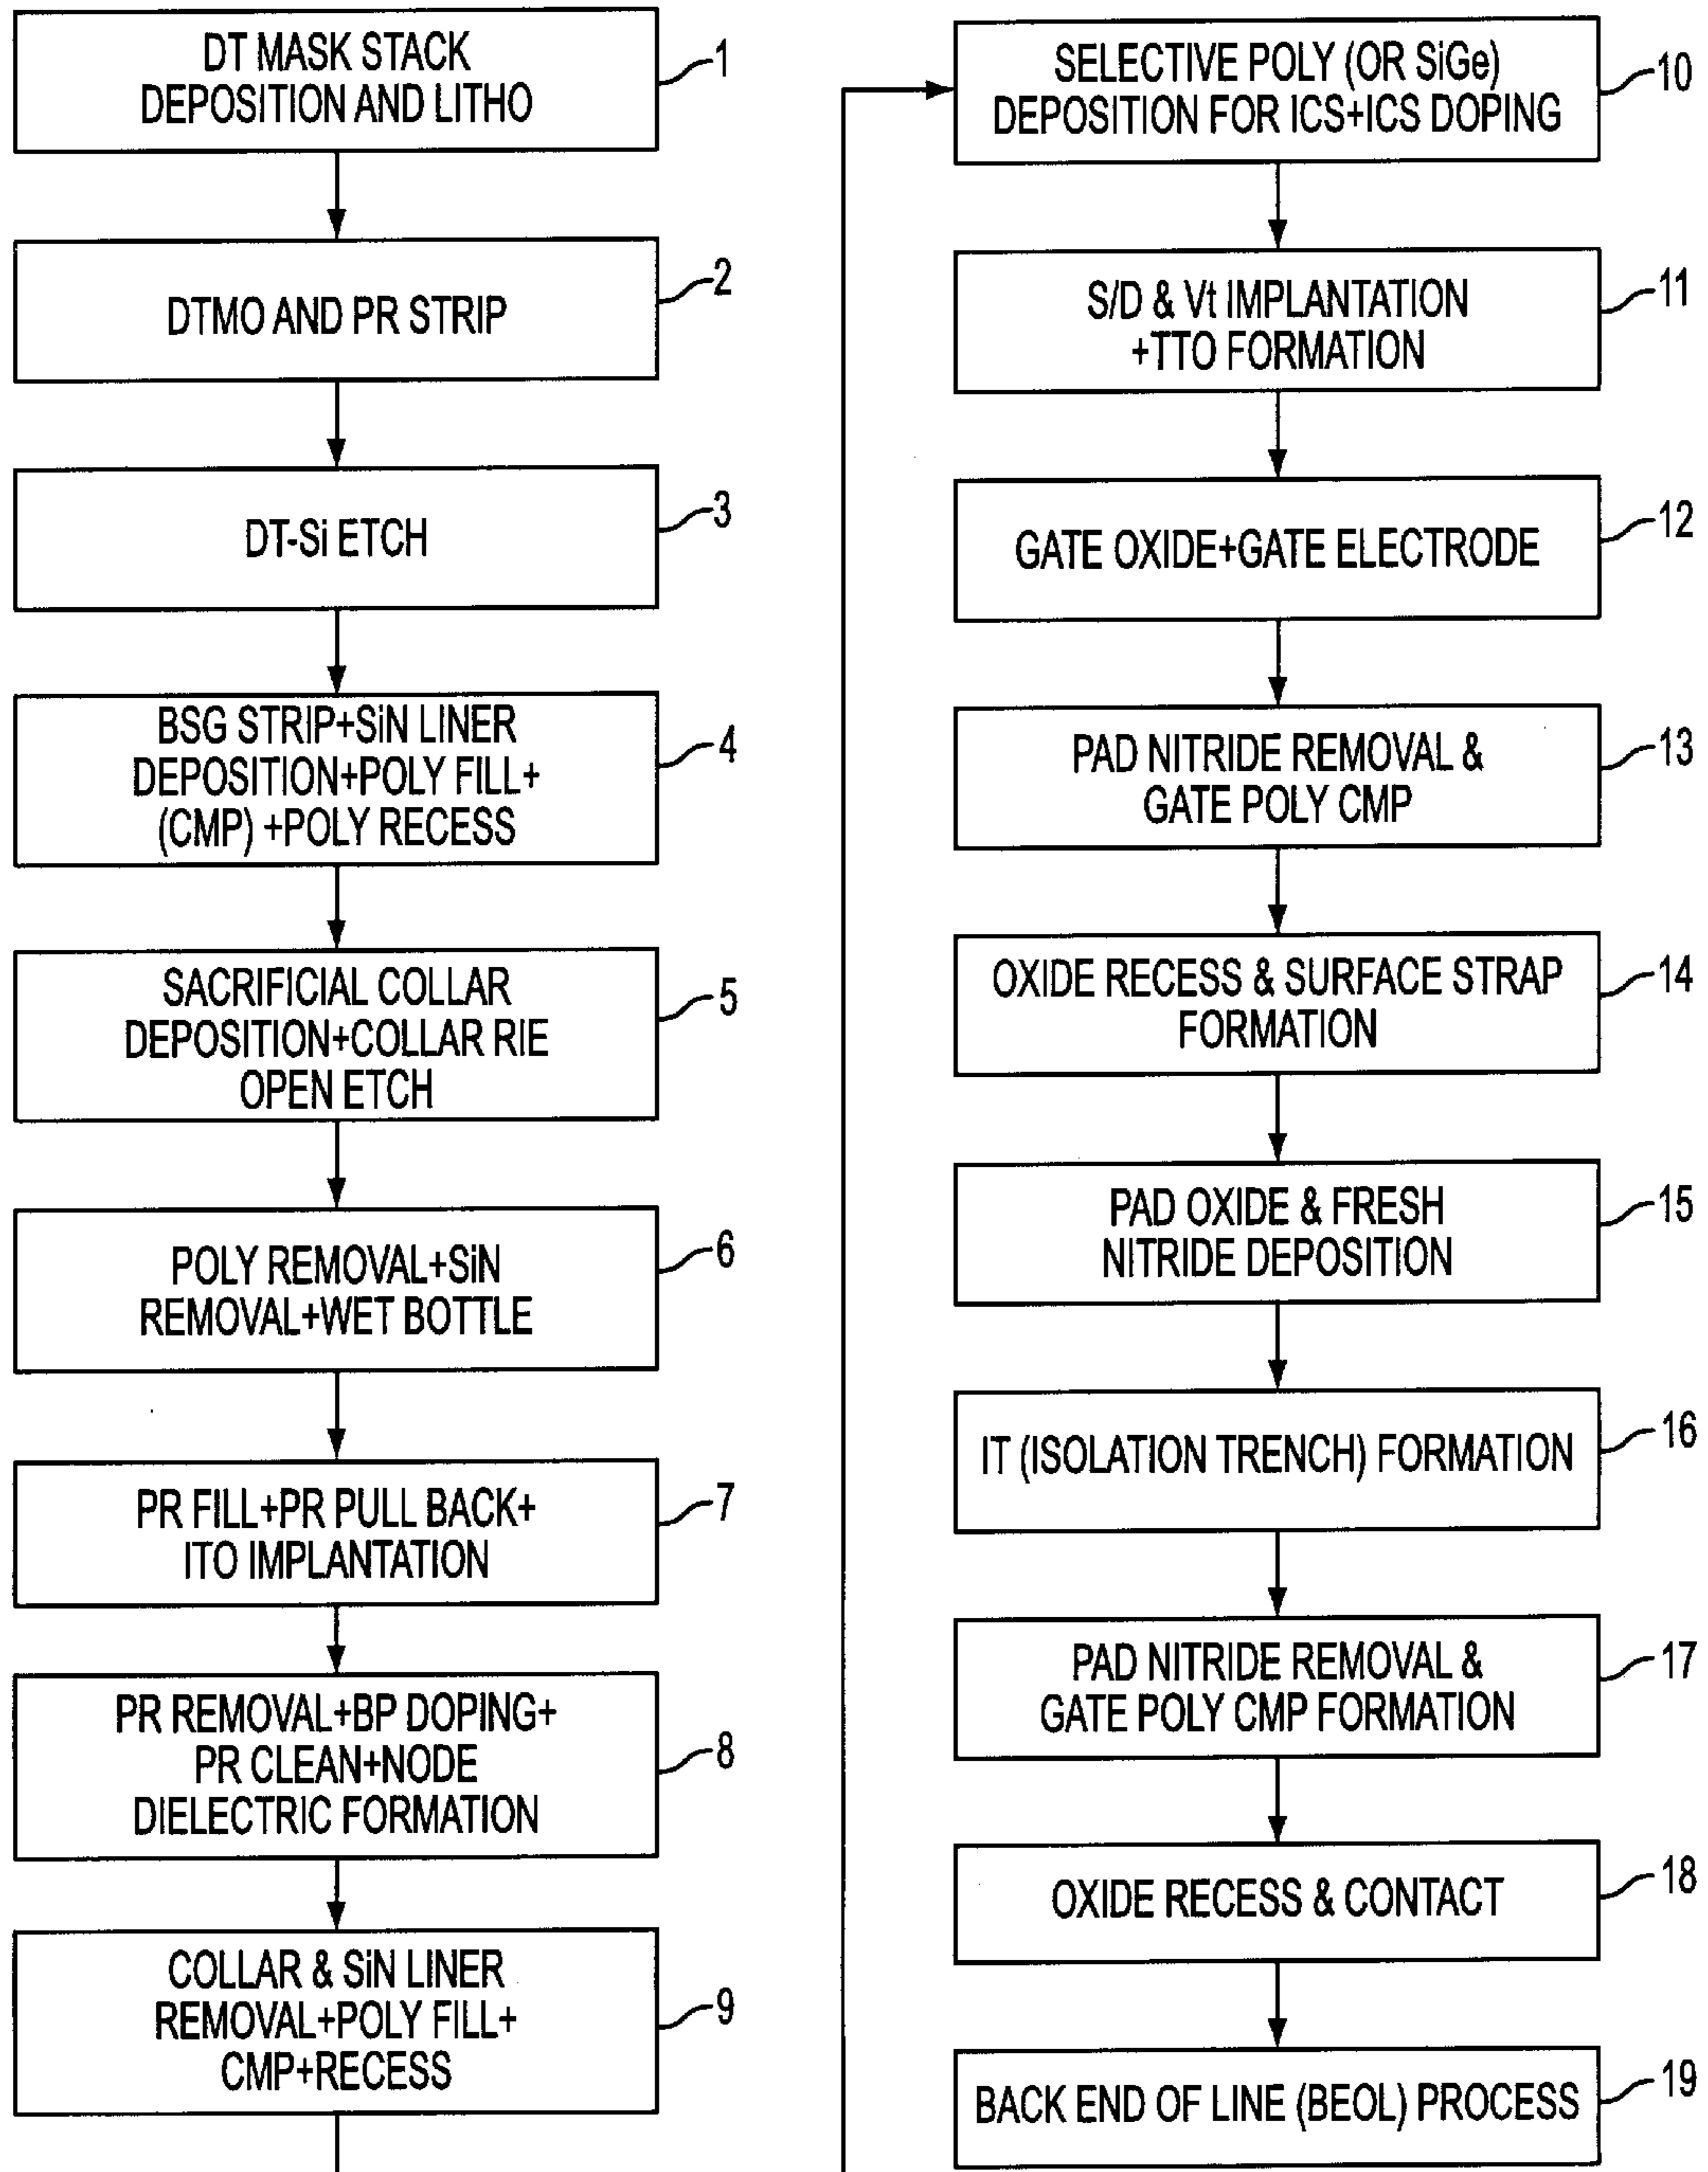 DT MASK STACK
DEPOSITION AND LITHO
1
DTMO AND PR STRIP
2
DT-Si ETCH
3
BSG STRIP+SiN LINER
DEPOSITION+POLY FILL+
(CMP) +POLY RECESS
4
SACRIFICIAL COLLAR
DEPOSITION+COLLAR RIE
OPEN ETCH
5
POLY REMOVAL+SiN
REMOVAL+WET BOTTLE
6
PR FILL+PR PULL BACK+
ITO IMPLANTATION
7
PR REMOVAL+BP DOPING+
PR CLEAN+NODE
DIELECTRIC FORMATION
8
COLLAR & SiN LINER
REMOVAL+POLY FILL+
CMP+RECESS
9
SELECTIVE POLY (OR SiGe)
DEPOSITION FOR ICS+ICS DOPING
10
S/D & Vt IMPLANTATION
+TTO FORMATION
11
GATE OXIDE+GATE ELECTRODE
12
PAD NITRIDE REMOVAL &
GATE POLY CMP
13
OXIDE RECESS & SURFACE STRAP
FORMATION
14
PAD OXIDE & FRESH
NITRIDE DEPOSITION
15
IT (ISOLATION TRENCH) FORMATION
16
PAD NITRIDE REMOVAL &
GATE POLY CMP FORMATION
17
OXIDE RECESS & CONTACT
18
BACK END OF LINE (BEOL) PROCESS
19